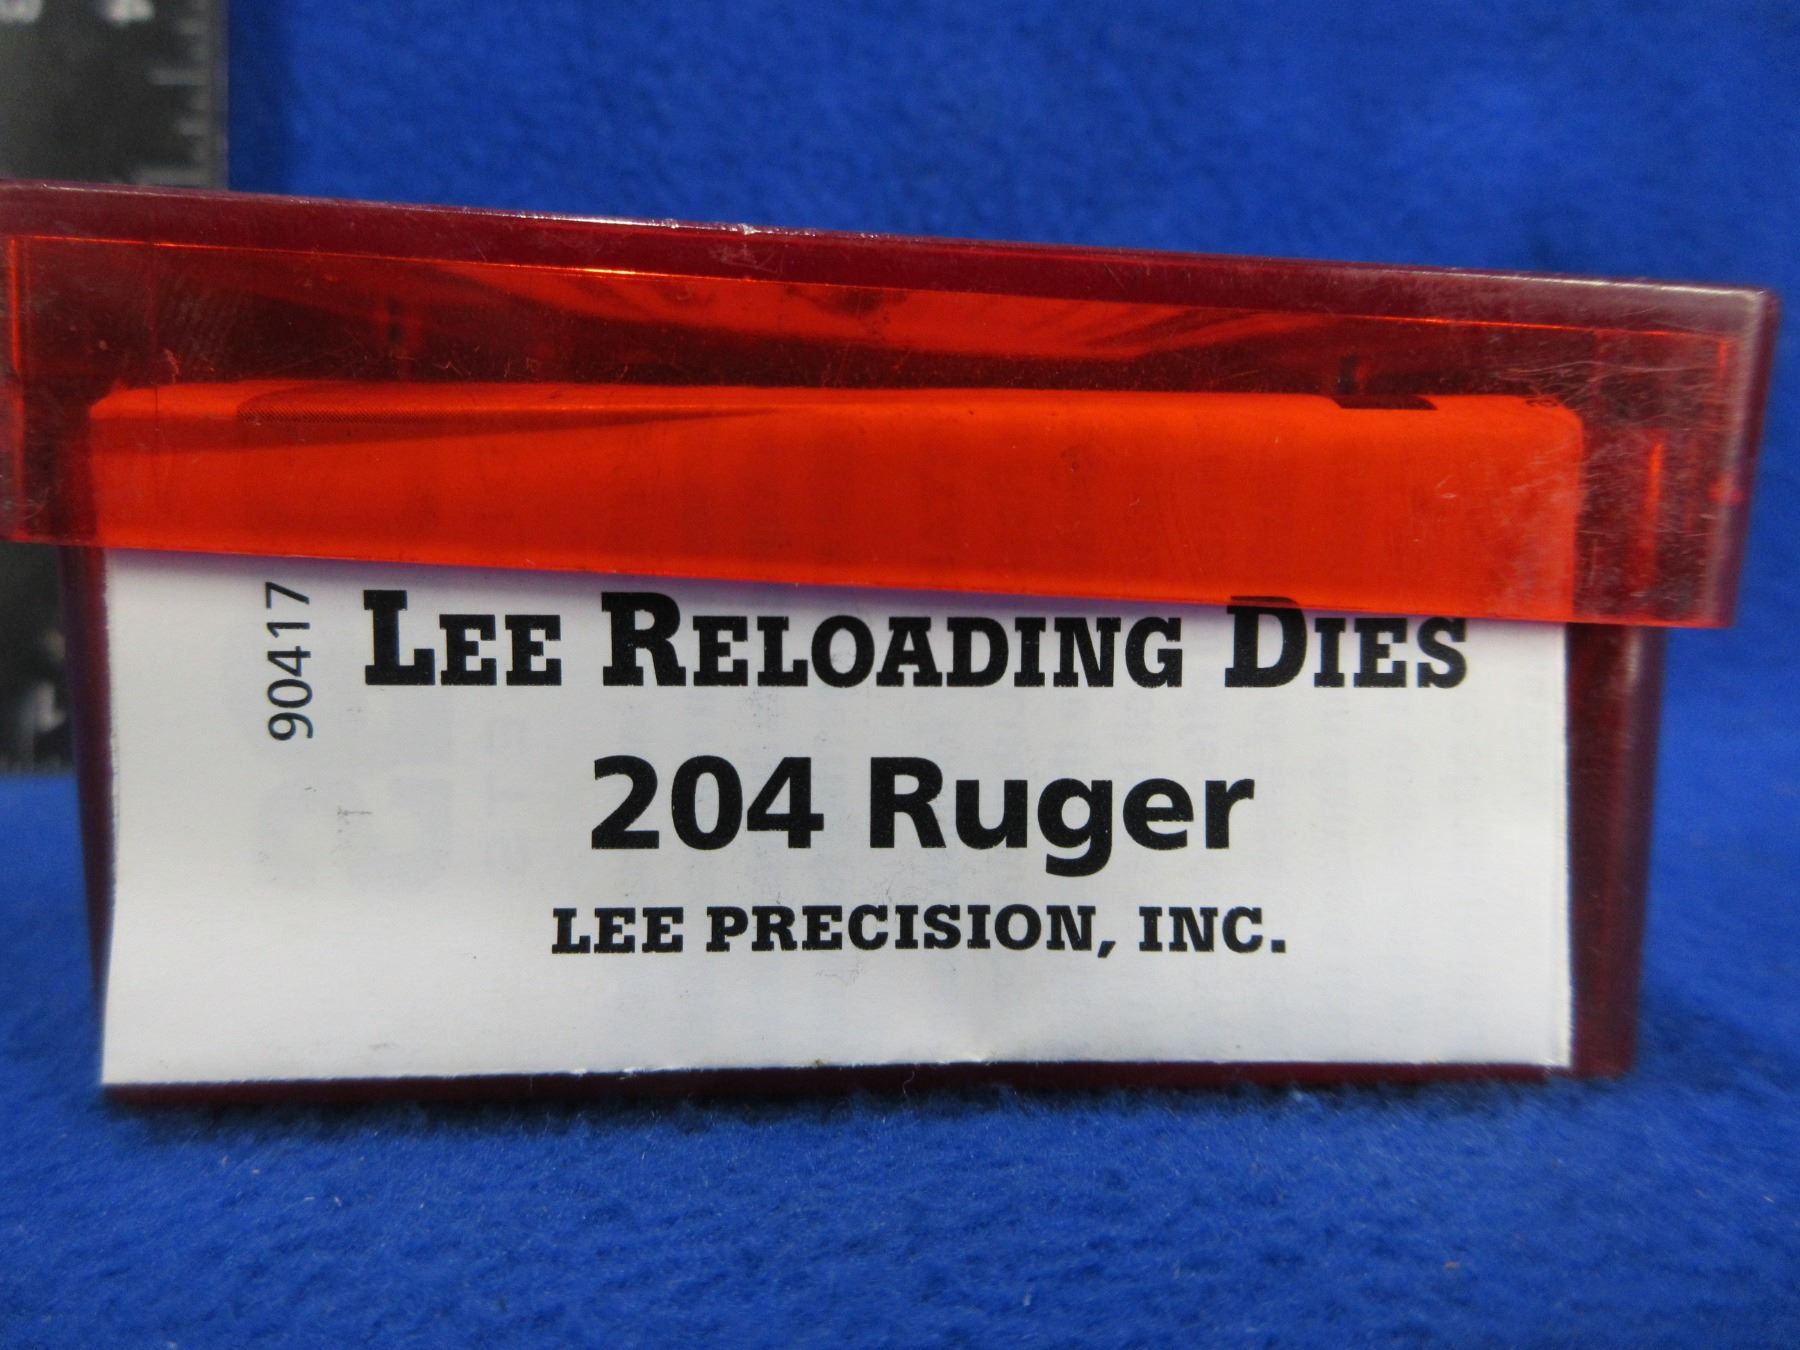 90417
LEE RELOADING DIES
204 Ruger
LEE PRECISION, INC.